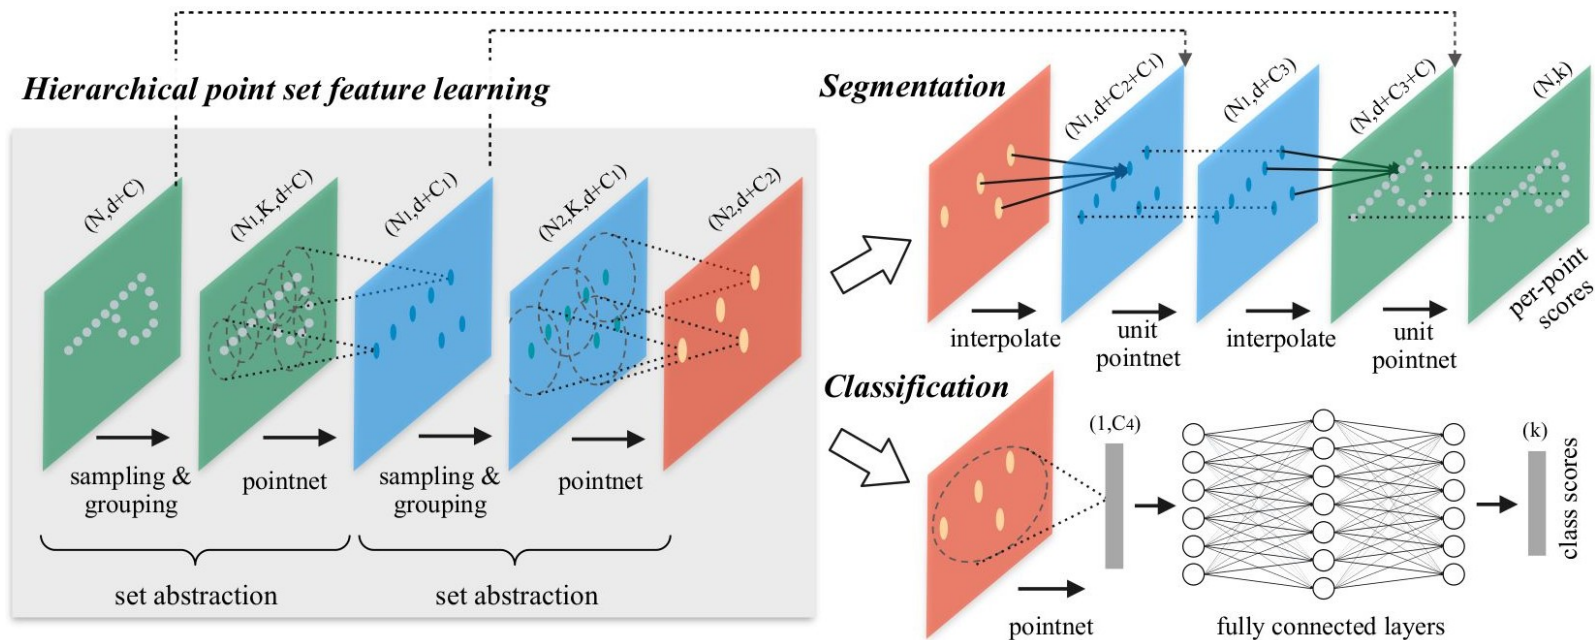 Hierarchical point set feature learning
(N,d+C)
(N1,K,d+C)
(N1,d+C1)
(N2,K,d+C1)
(N2,d+C2)
sampling &
grouping
pointnet
sampling &
grouping
pointnet
set abstraction
set abstraction
Segmentation
(N1,d+C2+C1)
(N1,d+C3)
(N,d+C3+C)
(N,k)
interpolate
unit
pointnet
interpolate
unit
pointnet
per-point
scores
Classification
(1,C4)
(k)
class scores
pointnet
fully connected layers